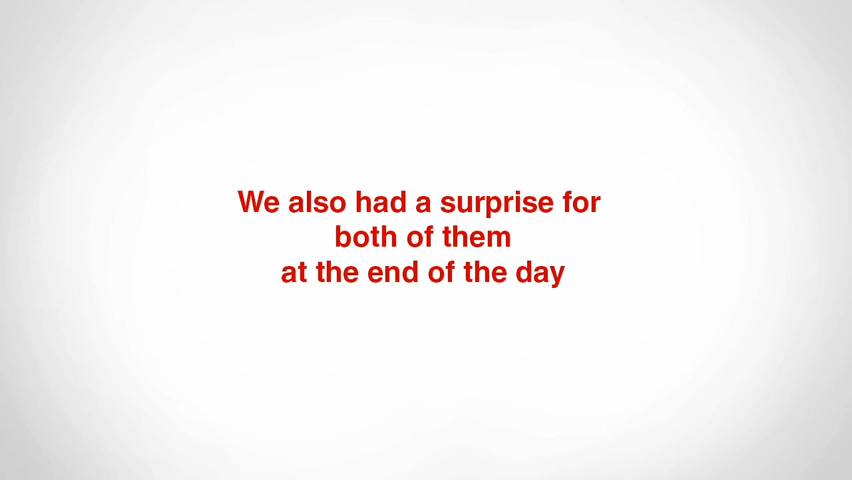 We also had a surprise for
both of them
at the end of the day